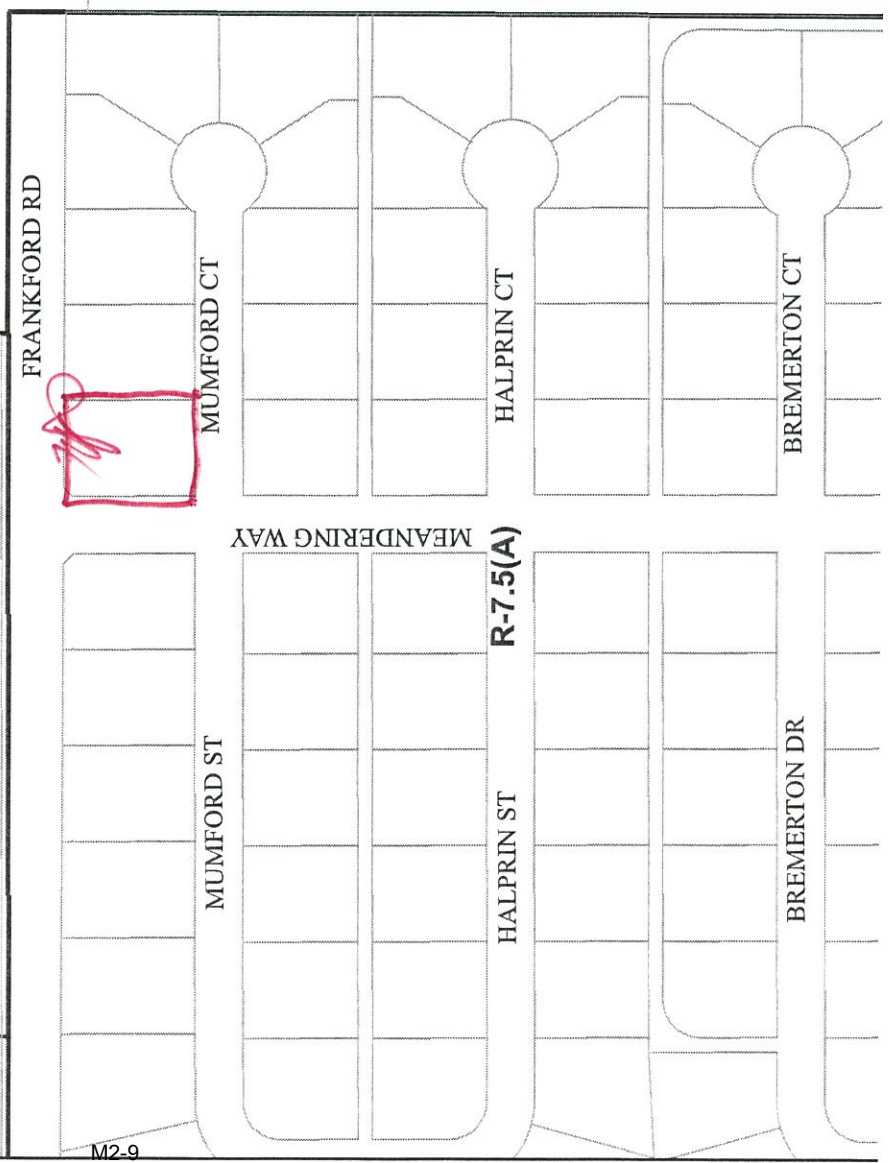 FRANKFORD RD
MUMFORD CT
HALPRIN CT
BREMERTON CT
MEANDERING WAY
R-7.5(A)
MUMFORD ST
HALPRIN ST
BREMERTON DR
M2-9